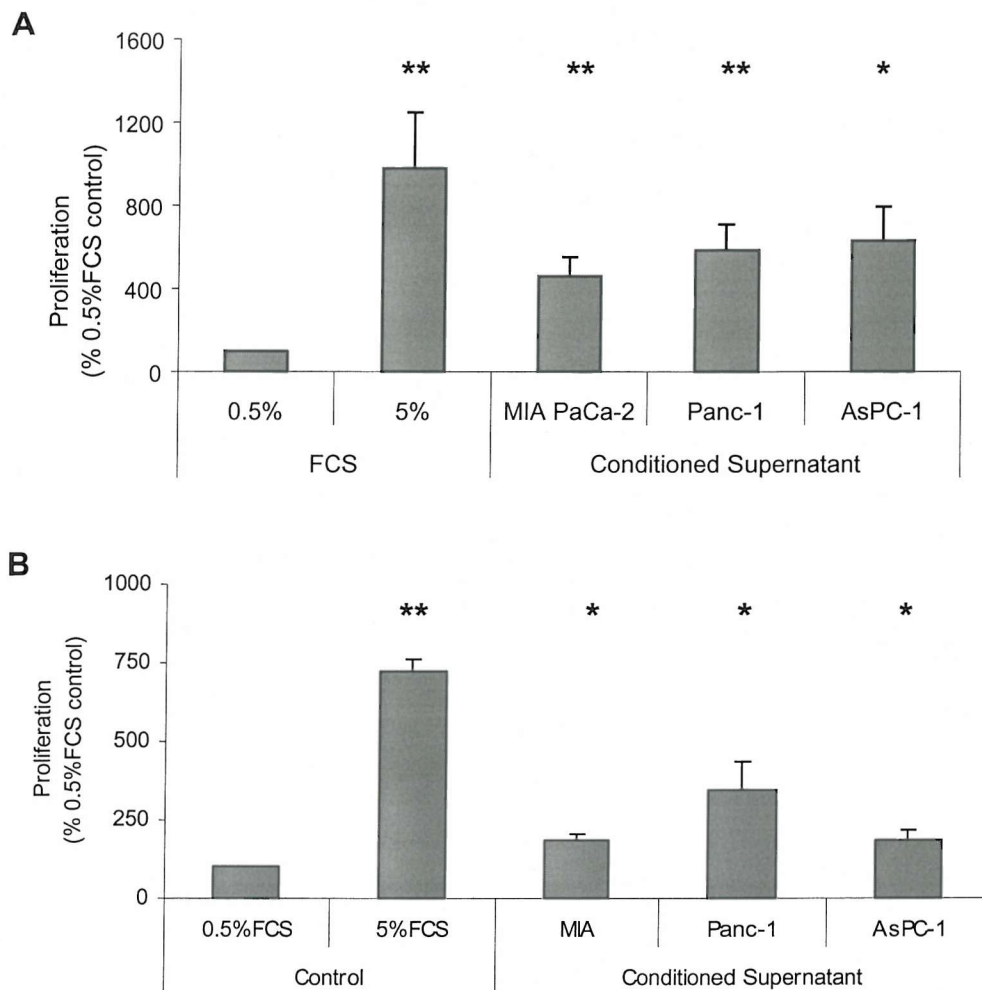 A
Proliferation
(% 0.5%FCS control)
1600
1200
800
400
0
** ** ** *
0.5% 5% MIA PaCa-2 Panc-1 AsPC-1
FCS Conditioned Supernatant
B
Proliferation
(% 0.5%FCS control)
1000
750
500
250
0
** * * *
0.5%FCS 5%FCS MIA Panc-1 AsPC-1
Control Conditioned Supernatant